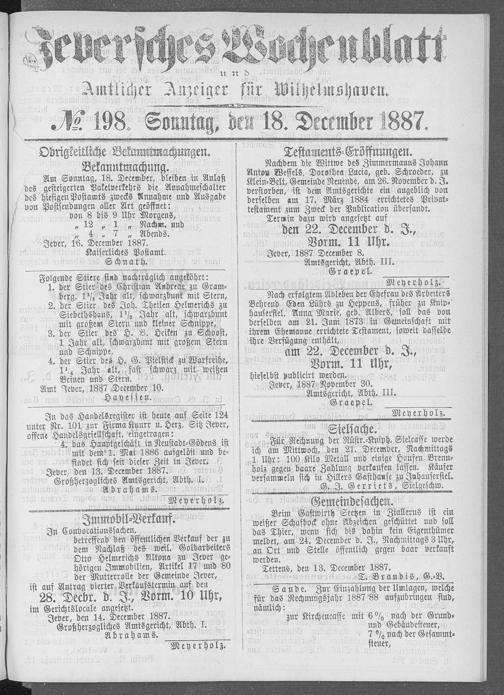 Jeversches Wochenblatt
und
Amtlicher Anzeiger für Wilhelmshaven.
No. 198. Sonntag, den 18. December 1887.
Obrigkeitliche Bekanntmachungen.
Bekanntmachung.
Am Sonntag, 18. December, bleiben in Anlaß
des gesteigerten Paketverkehrs die Annahmeschalter
des hiesigen Postamts zwecks Annahme und Ausgabe
von Postsendungen aller Art geöffnet:
von 8 bis 9 Uhr Morgens,
„ 12 „ 1 „ Nachm. und
„ 4 „ 7 „ Abends.
Jever, 16. December 1887.
Kaiserliches Postamt.
Schnath.
Folgende Stiere sind nachträglich angekört:
1. der Stier des Christian Andreae zu Gramberg,
1½ Jahr alt, schwarzbunt mit Stern,
2. der Stier des Joh. Theilen Helmerichs zu
Siebetshaus, 1½ Jahr alt, schwarzbunt
mit großem Stern und kleiner Schnippe,
3. der Stier des H. B. Peilen zu Schoost,
1 Jahr alt, schwarzbunt mit großem Stern
und Schnippe,
4. der Stier des H. G. Vielstick zu Warfreihe,
1½ Jahr alt, fast schwarz mit weißen
Beinen und Stern.
Amt Jever, 1887 December 10.
Hayessen.
In das Handelsregister ist heute auf Seite 124
unter Nr. 101 zur Firma Knurr u. Herz, Sitz Jever,
offene Handelsgesellschaft, eingetragen:
4. das Hauptgeschäft in Neustadt-Gödens ist
mit dem 1. Mai 1886 aufgelöst und befindet
sich seit dieser Zeit in Jever.
Jever, den 13. December 1887.
Großherzogliches Amtsgericht, Abth. I.
Abrahams.
Meyerholz.
Immobil-Verkauf.
In Convocationssachen,
betreffend den öffentlichen Verkauf der zu
dem Nachlaß des weil. Goldarbeiters
Otto Helmerichs Alkona zu Jever gehörigen
Immobilien, Artikel 17 und 80
der Mutterrolle der Gemeinde Jever,
ist auf Antrag vierter Verkaufstermin auf den
28. Decbr. d. J., Vorm. 10 Uhr,
im Gerichtslocale angesetzt.
Jever, den 14. December 1887.
Großherzogliches Amtsgericht, Abth. I.
Abrahams.
Meyerholz.
Testaments-Eröffnungen.
Nachdem die Wittwe des Zimmermanns Johann
Anton Wessels, Dorothea Lucia, geb. Schroeder, zu
Klein-Belt, Gemeinde Neuende, am 26. November d. J.
verstorben, ist dem Amtsgerichte ein angeblich von
derselben am 17. März 1884 errichtetes Privattestament
zum Zweck der Publication übersandt.
Termin dazu wird angesetzt auf
den 22. December d. J.,
Vorm. 11 Uhr.
Jever, 1887 December 8.
Amtsgericht, Abth. III.
Graepel.
Meyerholz.
Nach erfolgtem Ableben der Ehefrau des Arbeiters
Behrend Eden Bührs zu Heppens, früher zu Kniphausersiel,
Anna Marie, geb. Albers, soll das von
derselben am 21. Juni 1873 in Gemeinschaft mit
ihrem Ehemanne errichtete Testament, soweit dasselbe
ihre Verfügung enthält,
am 22. December d. J.,
Vorm. 11 Uhr,
hieselbst publicirt werden.
Jever, 1887 November 30.
Amtsgericht, Abth. III.
Graepel.
Meyerholz.
Sielsache.
Für Rechnung der Rüstr.-Kniph. Sielcasse werde
ich am Mittwoch, den 21. December, Nachmittags
1 Uhr: 100 Kilo Metall und einige Haufen Brennholz
gegen baare Zahlung verkaufen lassen. Käufer
versammeln sich in Hillers Gasthause zu Inhausersiel.
G. J. Gerriets, Sielgeschw.
Gemeindesachen.
Beim Gastwirth Seetzen in Ziallerns ist ein
weißer Schafbock ohne Abzeichen geschüttet und soll
das Thier, wenn sich bis dahin kein Eigenthümer
meldet, am 24. December d. J., Nachmittags 3 Uhr,
an Ort und Stelle öffentlich gegen baar verkauft
werden.
Tettens, den 13. December 1887.
T. Brandis, G.-V.
Sande. Zur Einzahlung der Umlagen, welche
für das Rechnungsjahr 1887/88 aufzubringen sind,
nämlich:
zur Kirchencasse mit 6 % nach der Grund-
und Gebäudesteuer,
7 % nach der Gesammtsteuer,